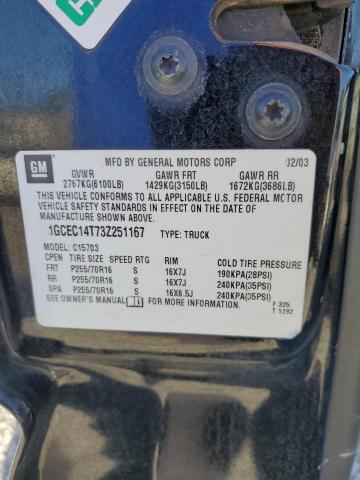 GM
MFD BY GENERAL MOTORS CORP 02/03
GVWR GAWR FRT GAWR RR
2767KG(6100LB) 1429KG(3150LB) 1672KG(3686LB)
THIS VEHICLE CONFORMS TO ALL APPLICABLE U.S. FEDERAL MOTOR
VEHICLE SAFETY STANDARDS IN EFFECT ON THE DATE OF
MANUFACTURE SHOWN ABOVE.
1GCEC14T73Z251167 TYPE: TRUCK
MODEL: C15703
CPEN TIRE SIZE SPEED RTG RIM COLD TIRE PRESSURE
FRT P255/70R16 S 16X7J 190KPA(28PSI)
RR P255/70R16 S 16X7J 240KPA(35PSI)
SPA P255/70R16 S 16X6.5J 240KPA(35PSI)
SEE OWNER'S MANUAL FOR MORE INFORMATION.
F 325
T 1292